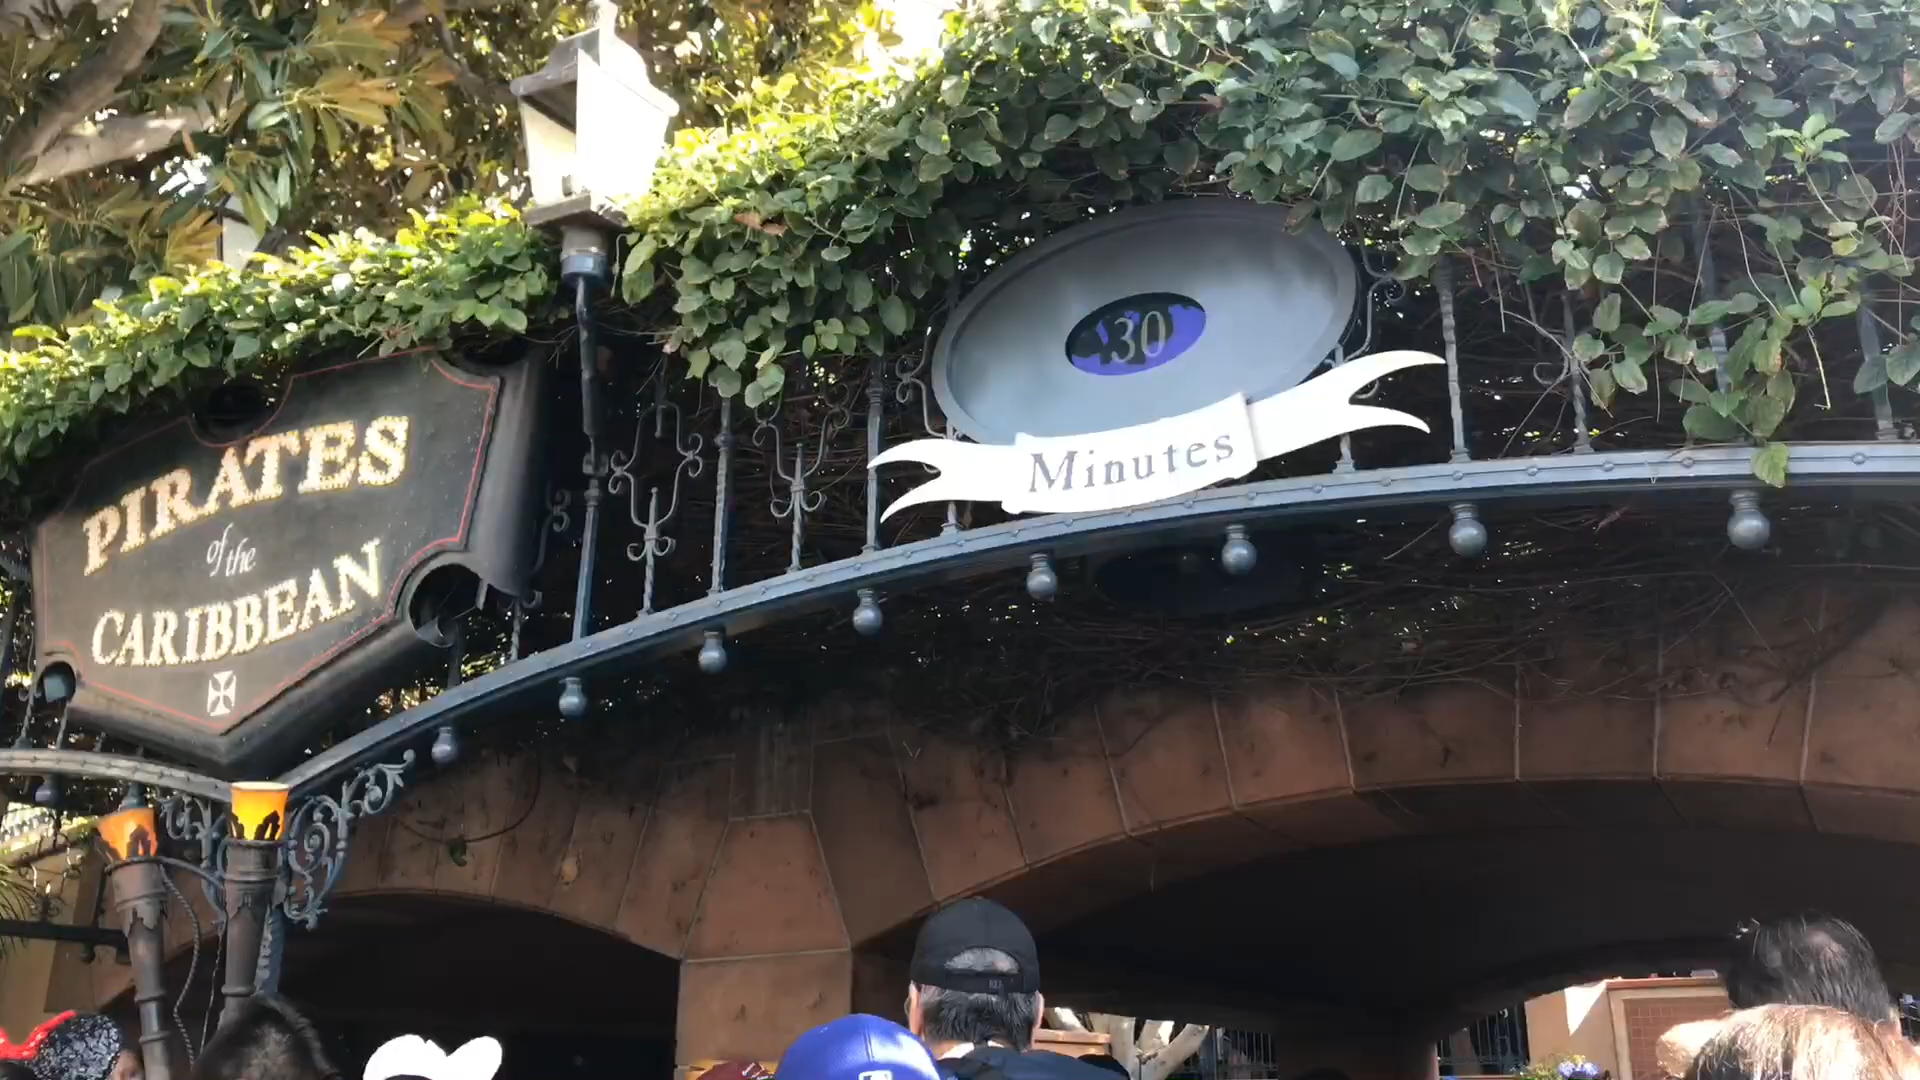 PIRATES
of the
CARIBBEAN
30
Minutes